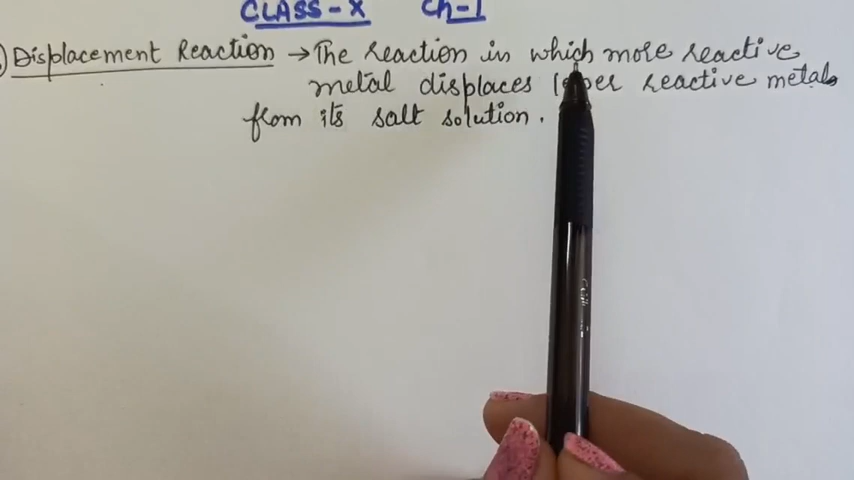 CLASS-X Ch-1
Displacement Reaction → The reaction in which more reactive
metal displaces reactive metals
from its salt solution.